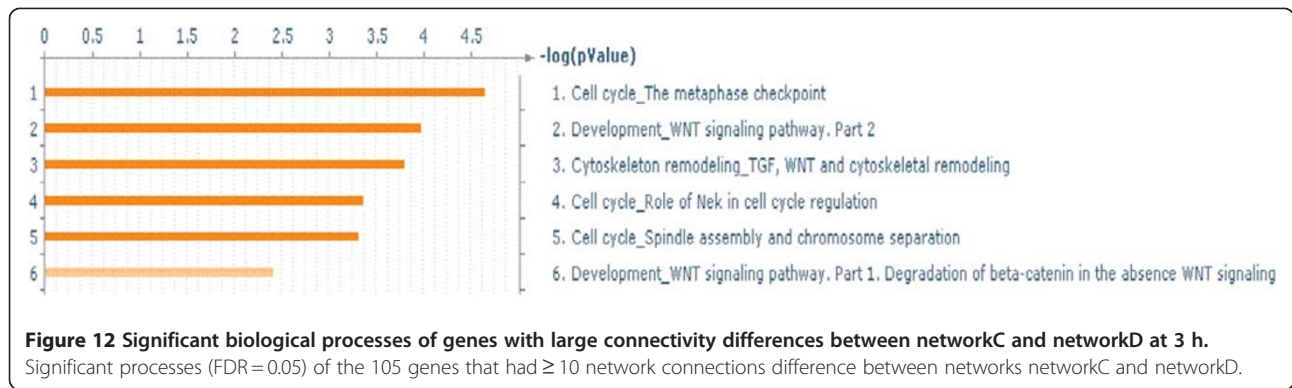 0 0.5 1 1.5 2 2.5 3 3.5 4 4.5
-log(pValue)
1 1. Cell cycle_The metaphase checkpoint
2 2. Development_WNT signaling pathway. Part 2
3 3. Cytoskeleton remodeling_TGF, WNT and cytoskeletal remodeling
4 4. Cell cycle_Role of Nek in cell cycle regulation
5 5. Cell cycle_Spindle assembly and chromosome separation
6 6. Development_WNT signaling pathway. Part 1. Degradation of beta-catenin in the absence WNT signaling
Figure 12 Significant biological processes of genes with large connectivity differences between networkC and networkD at 3 h.
Significant processes (FDR = 0.05) of the 105 genes that had ≥ 10 network connections difference between networks networkC and networkD.